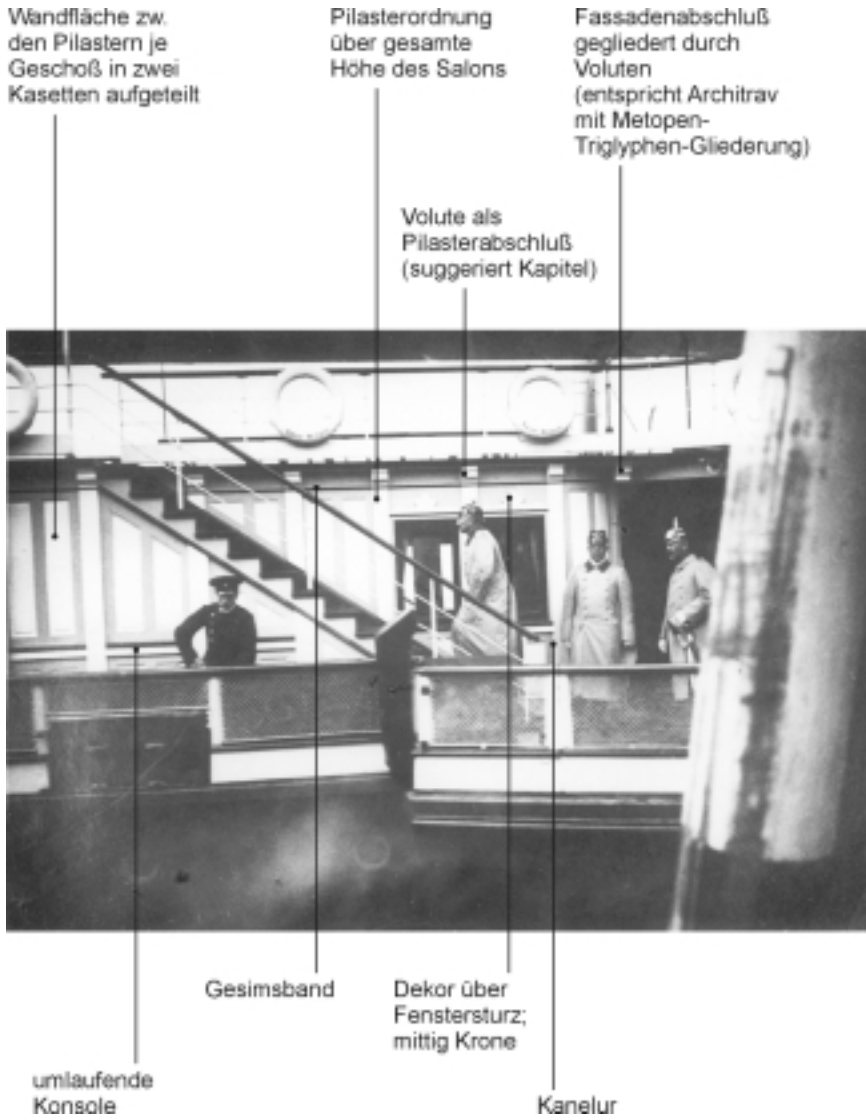 Wandfläche zw.
den Pilastern je
Geschoß in zwei
Kasetten aufgeteilt
Pilasterordnung
über gesamte
Höhe des Salons
Fassadenabschluß
gegliedert durch
Voluten
(entspricht Architrav
mit Metopen-
Triglyphen-Gliederung)
Volute als
Pilasterabschluß
(suggeriert Kapitel)
Gesimsband
Dekor über
Fenstersturz;
mittig Krone
umlaufende
Konsole
Kanelur